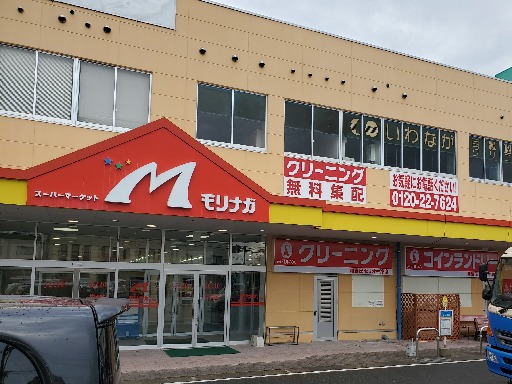 いわなが
クリーニング
無料集配
お気軽にお電話ください!
0120-22-7624
スーパーマーケット
M
モリナガ
クリーニング
コインランドリー